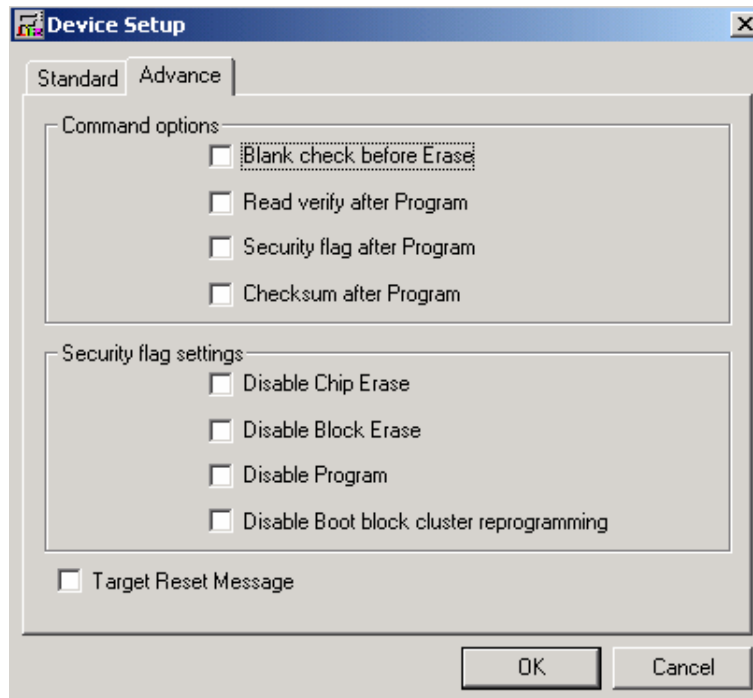 Device Setup
Standard Advance
Command options
Blank check before Erase
Read verify after Program
Security flag after Program
Checksum after Program
Security flag settings
Disable Chip Erase
Disable Block Erase
Disable Program
Disable Boot block cluster reprogramming
Target Reset Message
OK Cancel